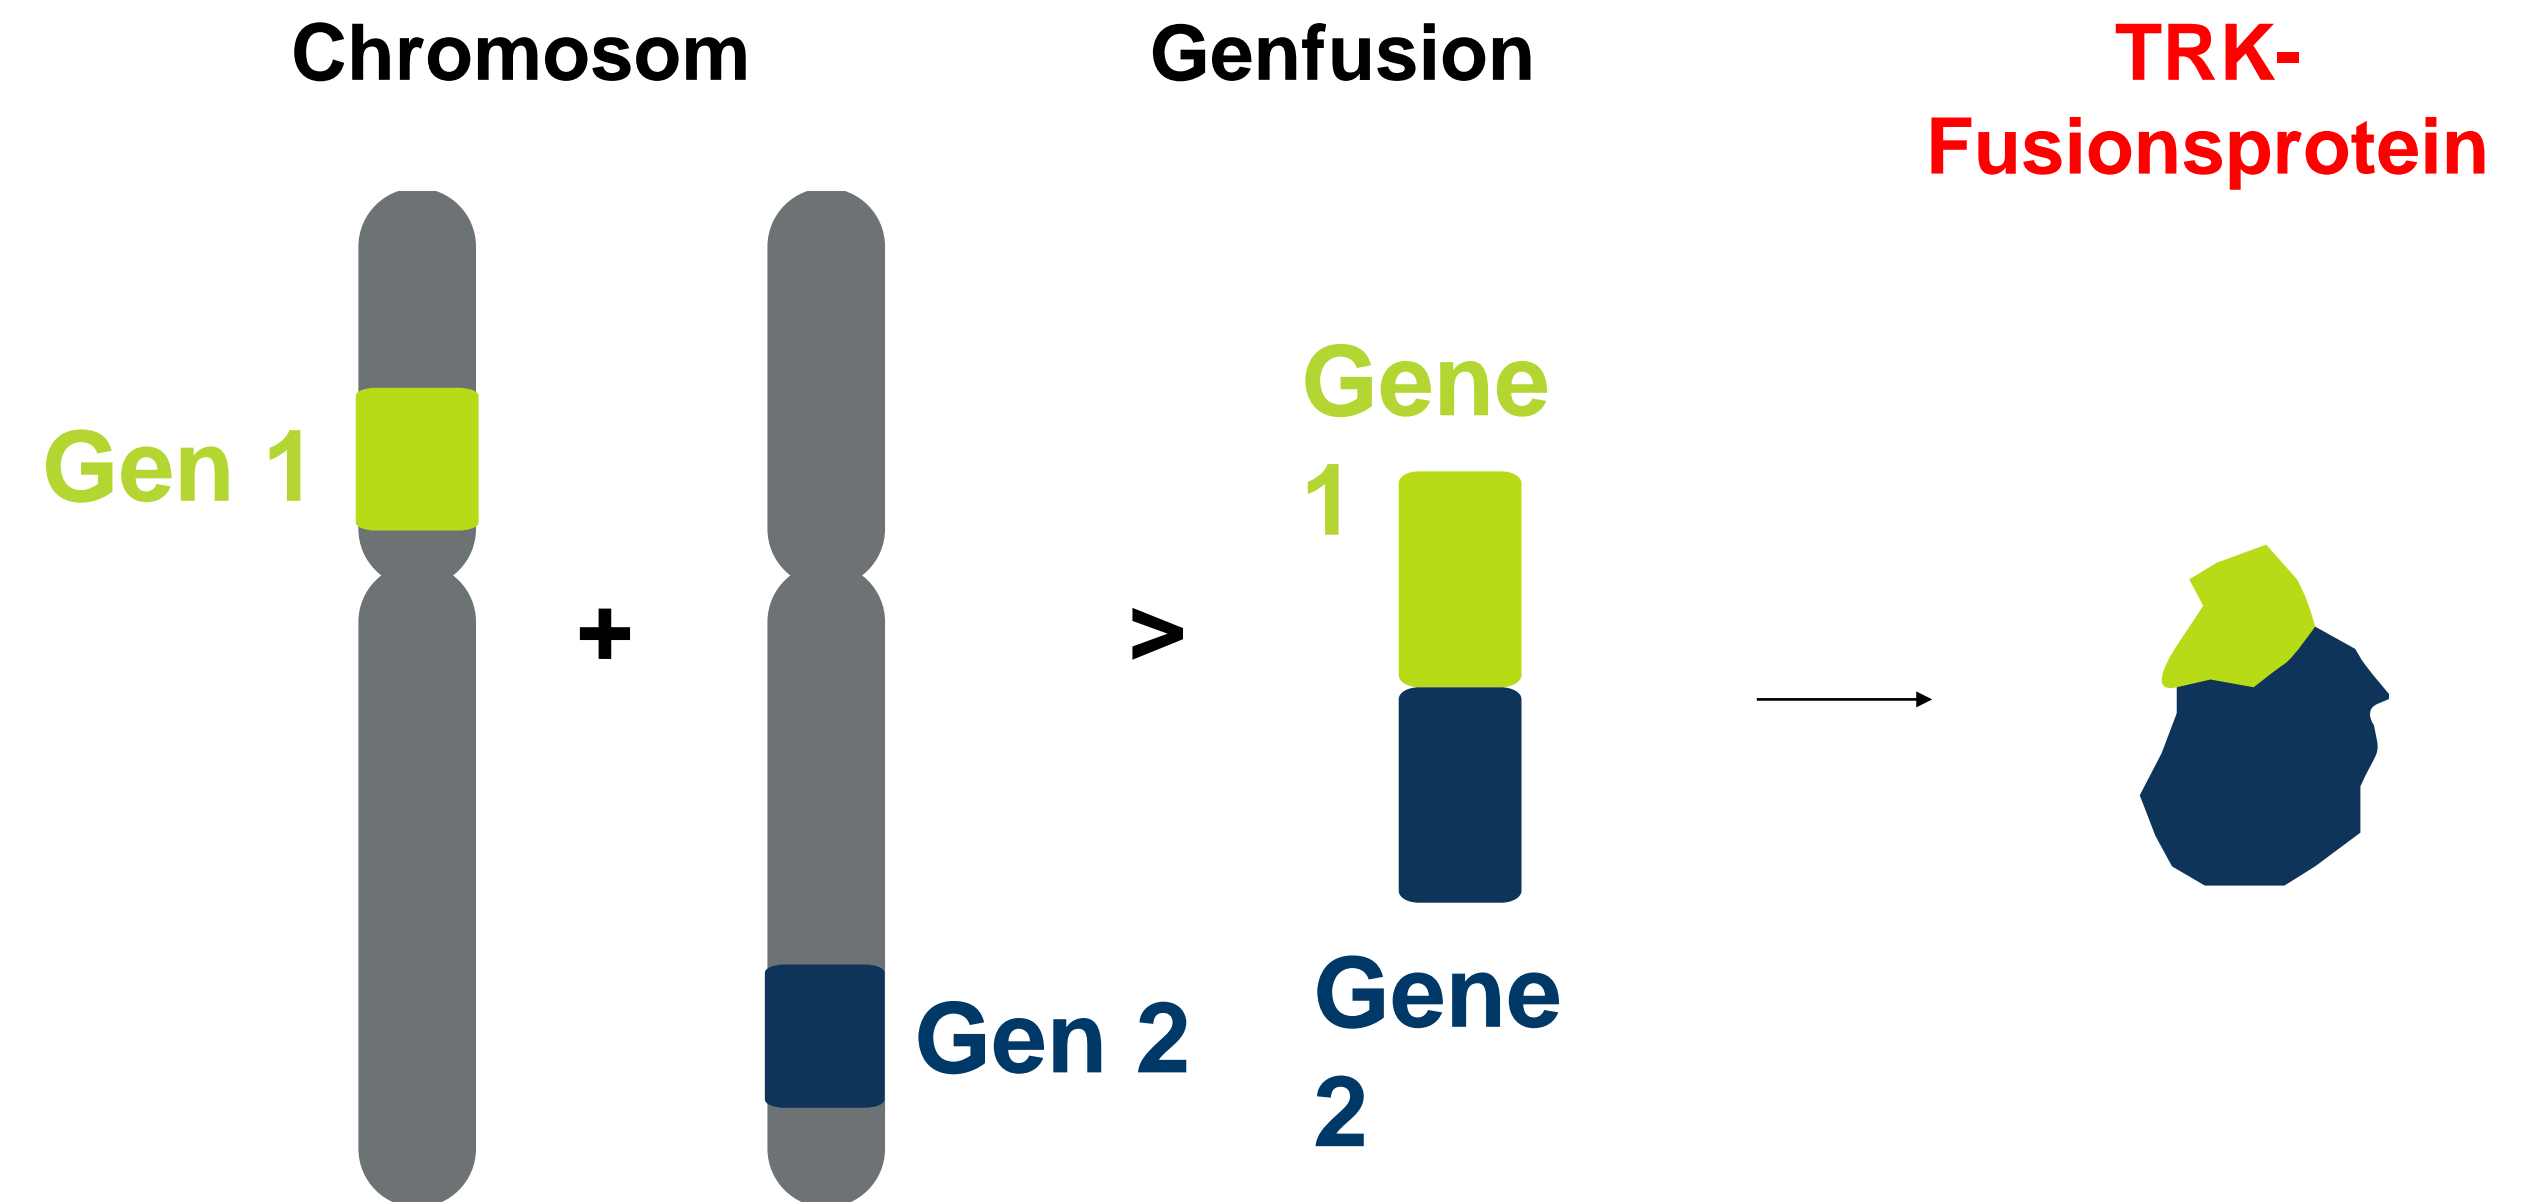 Chromosom
Genfusion
TRK-
Fusionsprotein
Gen 1
+
Gen 2
>
Gene
1
Gene
2